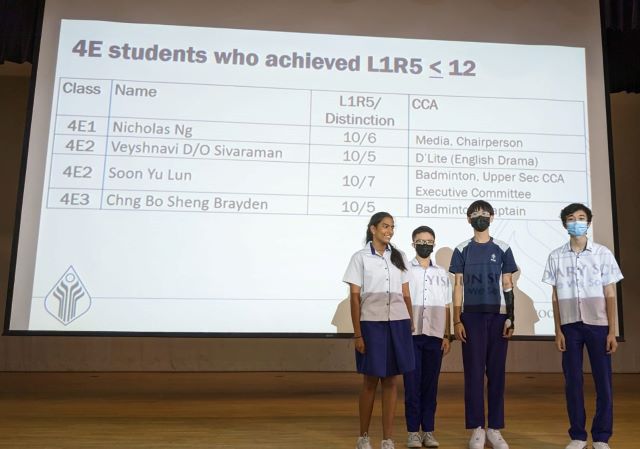 4E students who achieved L1R5 < 12
Class Name L1R5/ Distinction CCA
4E1 Nicholas Ng 10/6 Media, Chairperson
4E2 Veyshnavi D/O Sivaraman 10/5 D'Lite (English Drama)
4E2 Soon Yu Lun 10/7 Badminton, Upper Sec CCA
Executive Committee
4E3 Chng Bo Sheng Brayden 10/5 Badminton